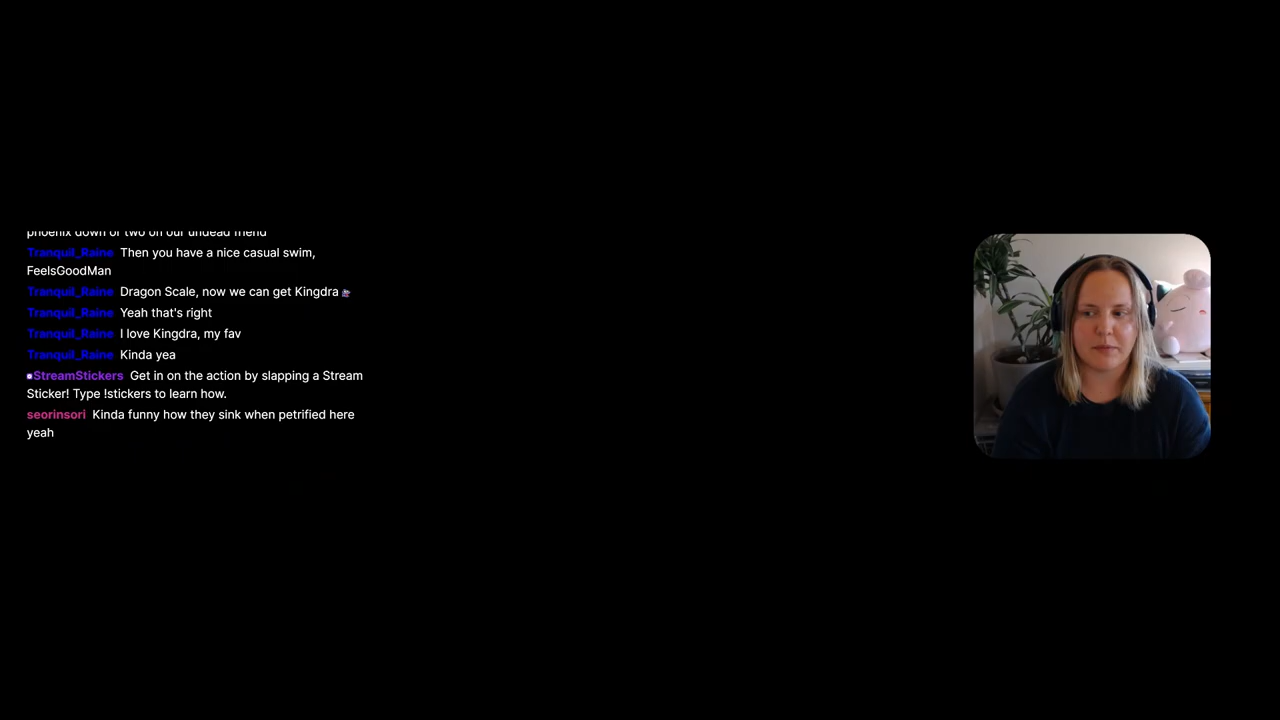 phoenix down or two on our undead friend
Tranquil_Raine Then you have a nice casual swim,
FeelsGoodMan
Tranquil_Raine Dragon Scale, now we can get Kingdra
Tranquil_Raine Yeah that's right
Tranquil_Raine I love Kingdra, my fav
Tranquil_Raine Kinda yea
StreamStickers Get in on the action by slapping a Stream
Sticker! Type !stickers to learn how.
seorinsori Kinda funny how they sink when petrified here
yeah